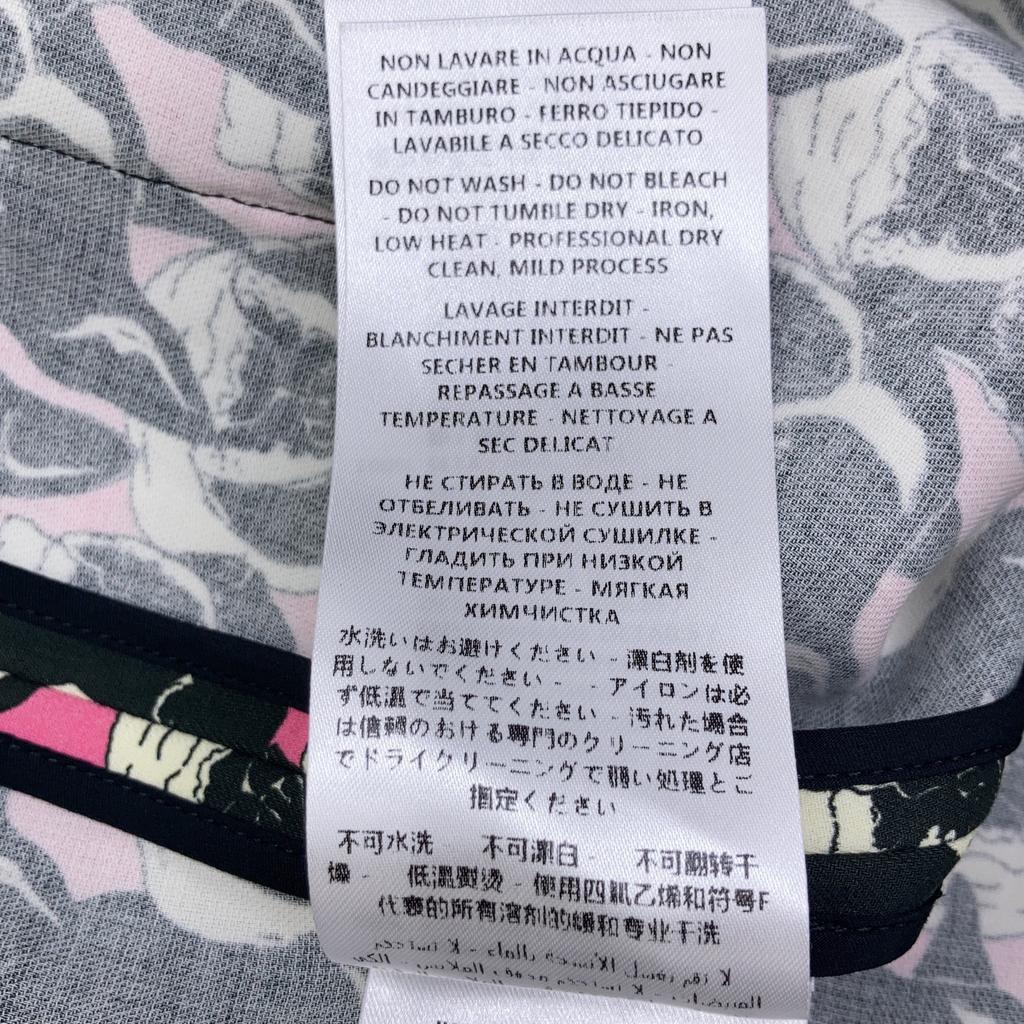 NON LAVARE IN ACQUA - NON
CANDEGGIARE - NON ASCIUGARE
IN TAMBURO - FERRO TIEPIDO -
LAVABILE A SECCO DELICATO
DO NOT WASH - DO NOT BLEACH
- DO NOT TUMBLE DRY - IRON,
LOW HEAT - PROFESSIONAL DRY
CLEAN, MILD PROCESS
LAVAGE INTERDIT -
BLANCHIMENT INTERDIT - NE PAS
SECHER EN TAMBOUR -
REPASSAGE A BASSE
TEMPERATURE - NETTOYAGE A
SEC DELICAT
НЕ СТИРАТЬ В ВОДЕ - НЕ
ОТБЕЛИВАТЬ - НЕ СУШИТЬ В
ЭЛЕКТРИЧЕСКОЙ СУШИЛКЕ -
ГЛАДИТЬ ПРИ НИЗКОЙ
ТЕМПЕРАТУРЕ - МЯГКАЯ
ХИМЧИСТКА
水洗いはお避けください - 漂白剤を使
用しないでください - - アイロンは必
ず低温で当ててください - 汚れた場合
は信頼のおける専門のクリーニング店
でドライクリーニングで弱い処理とご
指定ください
不可水洗 不可漂白 - 不可翻转干
燥 - 低温熨烫 - 使用四氯乙烯和符号F
代表的所有溶剂的缓和专业干洗